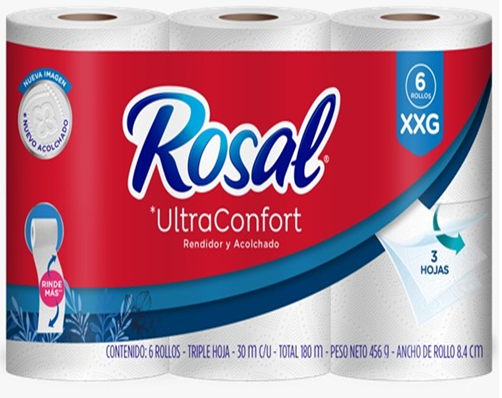 NUEVA IMAGEN
* NUEVO ACOLCHADO
6
ROLLOS
XXG
Rosal®
*UltraConfort
Rendidor y Acolchado
RINDE
MÁS**
3
HOJAS
CONTENIDO: 6 ROLLOS - TRIPLE HOJA - 30 m C/U - TOTAL 180 m - PESO NETO 456 g - ANCHO DE ROLLO 8.4 cm